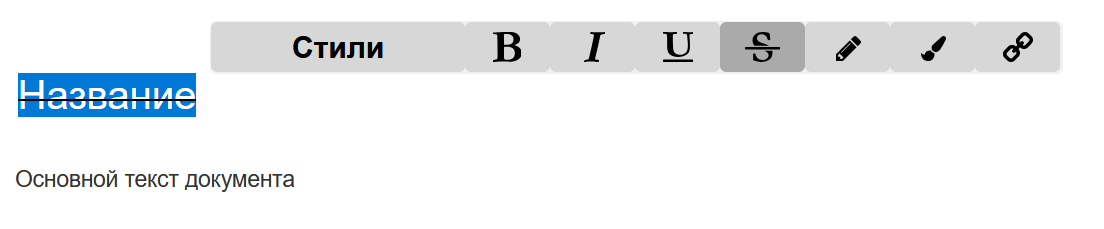 Стили B I U S
Название
Основной текст документа